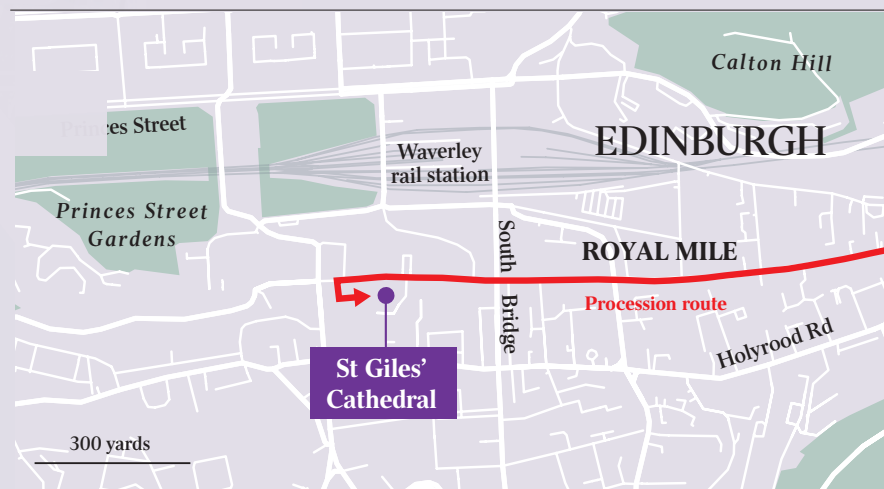 Calton Hill
Princes Street
EDINBURGH
Waverley
rail station
Princes Street
Gardens
South Bridge
ROYAL MILE
Procession route
Holyrood Rd
St Giles’
Cathedral
300 yards